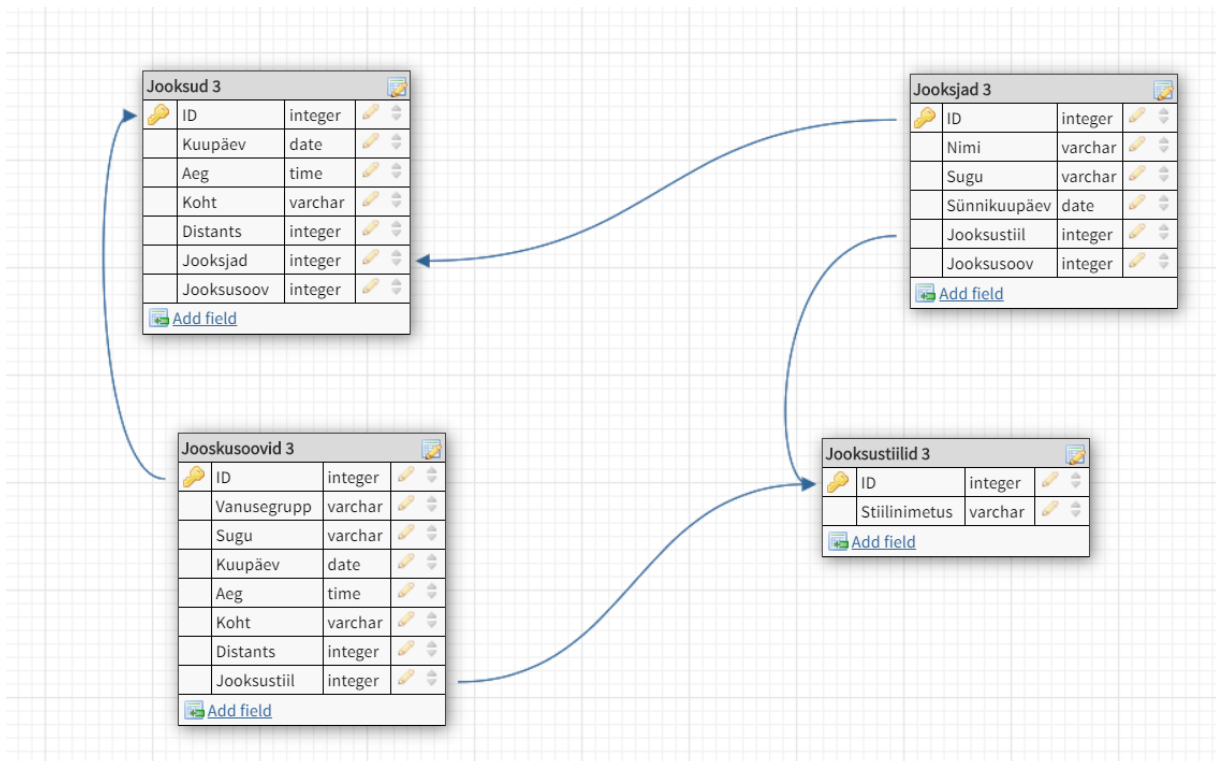 Jooksud 3
ID integer
Kuupäev date
Aeg time
Koht varchar
Distants integer
Jooksjad integer
Jooksusoov integer
Add field
Jooksjad 3
ID integer
Nimi varchar
Sugu varchar
Sünnikuupäev date
Jooksustiil integer
Jooksusoov integer
Add field
Jooskusoovid 3
ID integer
Vanusegrupp varchar
Sugu varchar
Kuupäev date
Aeg time
Koht varchar
Distants integer
Jooksustiil integer
Add field
Jooksustiilid 3
ID integer
Stiilinimetus varchar
Add field